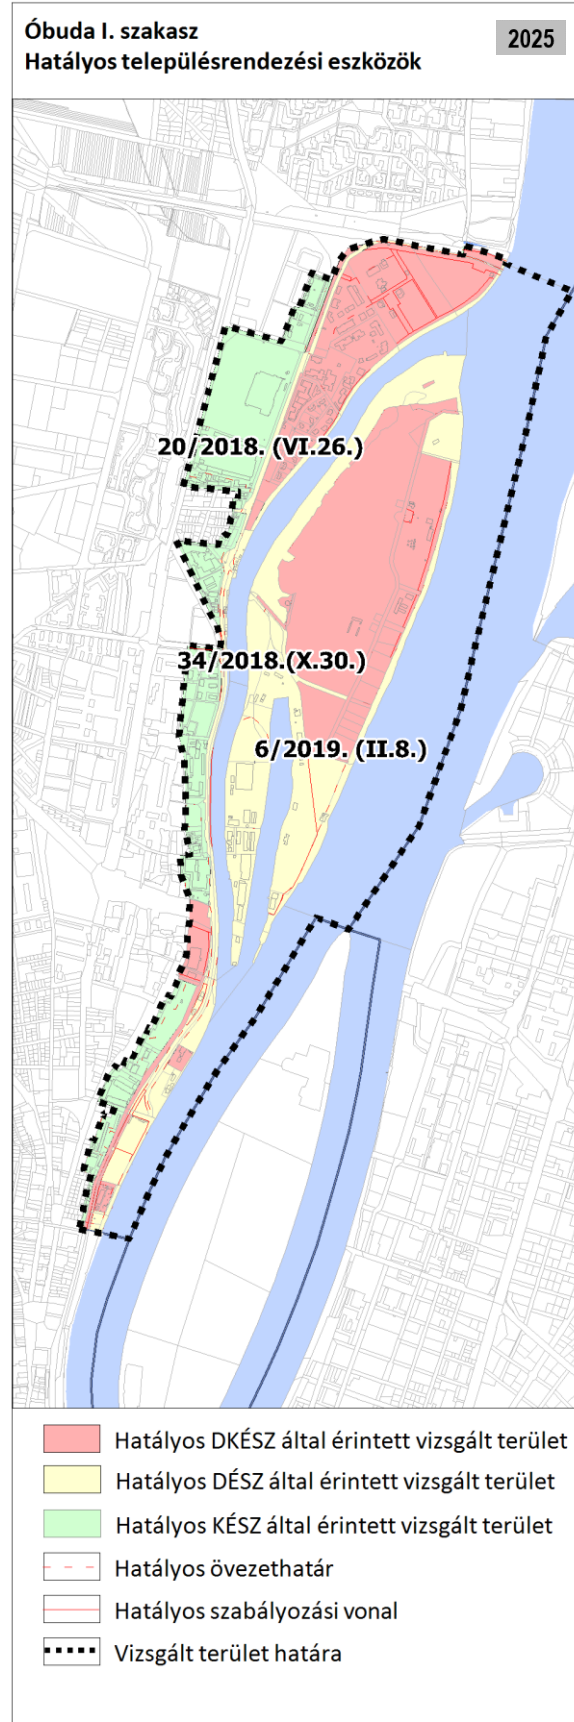 Óbuda I. szakasz
Hatályos településrendezési eszközök
2025
20/2018. (VI.26.)
34/2018.(X.30.)
6/2019. (II.8.)
Hatályos DKÉSZ által érintett vizsgált terület
Hatályos DÉSZ által érintett vizsgált terület
Hatályos KÉSZ által érintett vizsgált terület
Hatályos övezethatár
Hatályos szabályozási vonal
Vizsgált terület határa